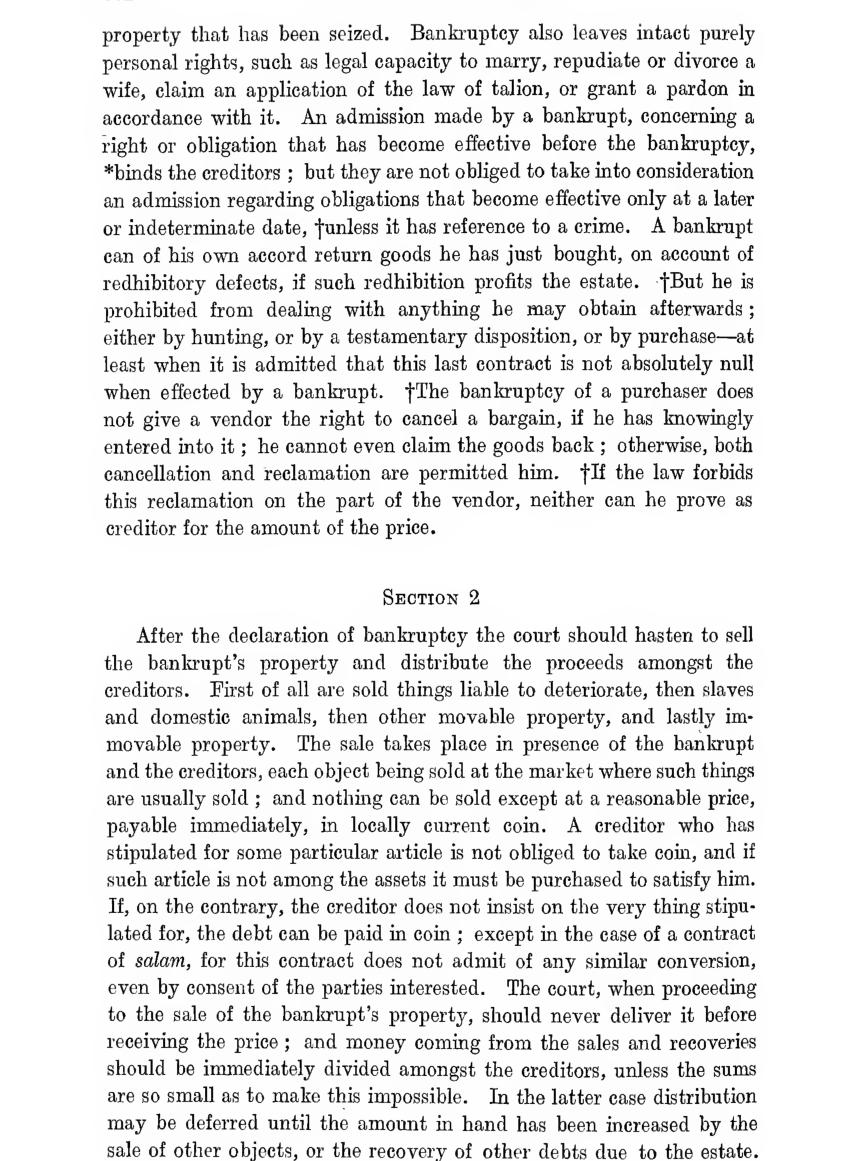 property that has been seized. Bankruptcy also leaves intact purely
personal rights, such as legal capacity to marry, repudiate or divorce a
wife, claim an application of the law of talion, or grant a pardon in
accordance with it. An admission made by a bankrupt, concerning a
right or obligation that has become effective before the bankruptcy,
*binds the creditors ; but they are not obliged to take into consideration
an admission regarding obligations that become effective only at a later
or indeterminate date, †unless it has reference to a crime. A bankrupt
can of his own accord return goods he has just bought, on account of
redhibitory defects, if such redhibition profits the estate. †But he is
prohibited from dealing with anything he may obtain afterwards ;
either by hunting, or by a testamentary disposition, or by purchase—at
least when it is admitted that this last contract is not absolutely null
when effected by a bankrupt. †The bankruptcy of a purchaser does
not give a vendor the right to cancel a bargain, if he has knowingly
entered into it ; he cannot even claim the goods back ; otherwise, both
cancellation and reclamation are permitted him. †If the law forbids
this reclamation on the part of the vendor, neither can he prove as
creditor for the amount of the price.
SECTION 2
After the declaration of bankruptcy the court should hasten to sell
the bankrupt's property and distribute the proceeds amongst the
creditors. First of all are sold things liable to deteriorate, then slaves
and domestic animals, then other movable property, and lastly im-
movable property. The sale takes place in presence of the bankrupt
and the creditors, each object being sold at the market where such things
are usually sold ; and nothing can be sold except at a reasonable price,
payable immediately, in locally current coin. A creditor who has
stipulated for some particular article is not obliged to take coin, and if
such article is not among the assets it must be purchased to satisfy him.
If, on the contrary, the creditor does not insist on the very thing stipu-
lated for, the debt can be paid in coin ; except in the case of a contract
of salam, for this contract does not admit of any similar conversion,
even by consent of the parties interested. The court, when proceeding
to the sale of the bankrupt's property, should never deliver it before
receiving the price ; and money coming from the sales and recoveries
should be immediately divided amongst the creditors, unless the sums
are so small as to make this impossible. In the latter case distribution
may be deferred until the amount in hand has been increased by the
sale of other objects, or the recovery of other debts due to the estate.